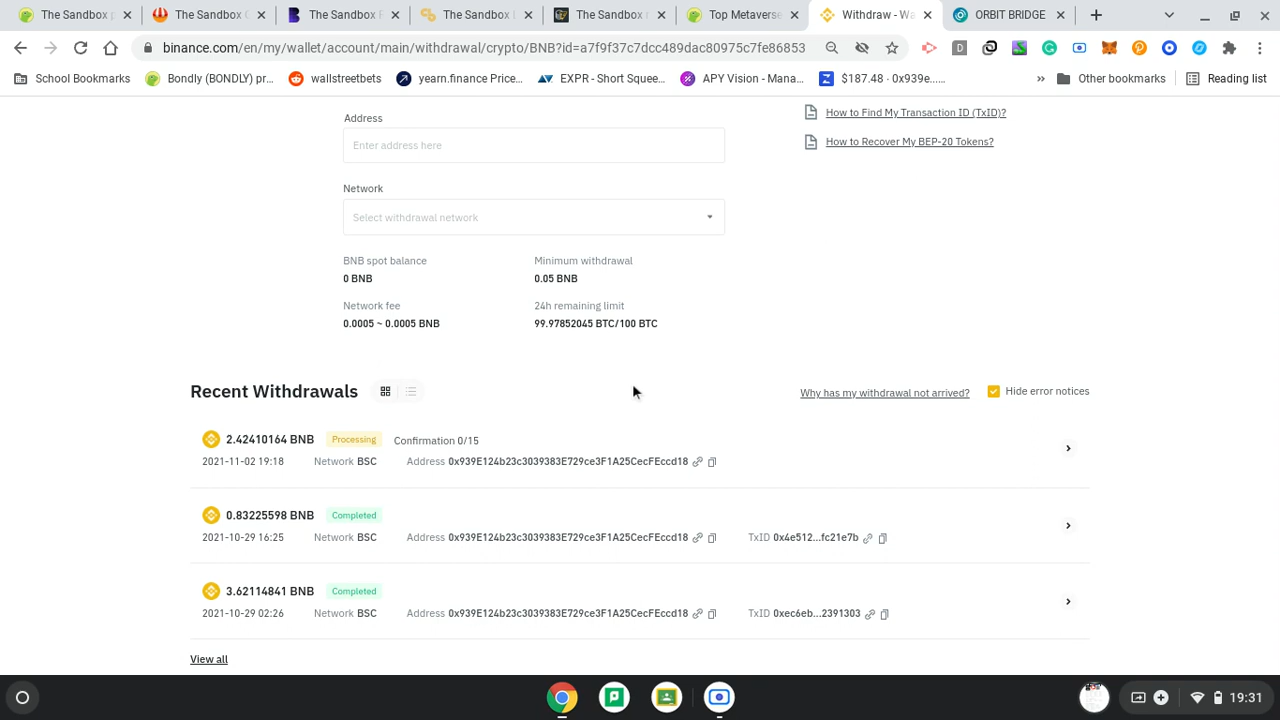 The Sandbox p
The Sandbox C
The Sandbox F
The Sandbox L
The Sandbox r
Top Metaverse
Withdraw - Wa
ORBIT BRIDGE
binance.com/en/my/wallet/account/main/withdrawal/crypto/BNB?id=a7f9f37c7dcc489dac80975c7fe86853
School Bookmarks
Bondly (BONDLY) pr...
wallstreetbets
yearn.finance Price...
EXPR - Short Squee...
APY Vision - Mana...
$187.48 · 0x939e......
»
Other bookmarks
Reading list
Address
Enter address here
How to Find My Transaction ID (TxID)?
How to Recover My BEP-20 Tokens?
Network
Select withdrawal network
BNB spot balance
Minimum withdrawal
0 BNB
0.05 BNB
Network fee
24h remaining limit
0.0005 ~ 0.0005 BNB
99.97852045 BTC/100 BTC
Recent Withdrawals
Why has my withdrawal not arrived?
Hide error notices
2.42410164 BNB Processing Confirmation 0/15
2021-11-02 19:18 Network BSC Address 0x939E124b23c3039383E729ce3F1A25CecFEccd18
0.83225598 BNB Completed
2021-10-29 16:25 Network BSC Address 0x939E124b23c3039383E729ce3F1A25CecFEccd18 TxID 0x4e512...fc21e7b
3.62114841 BNB Completed
2021-10-29 02:26 Network BSC Address 0x939E124b23c3039383E729ce3F1A25CecFEccd18 TxID 0xec6eb...2391303
View all
19:31